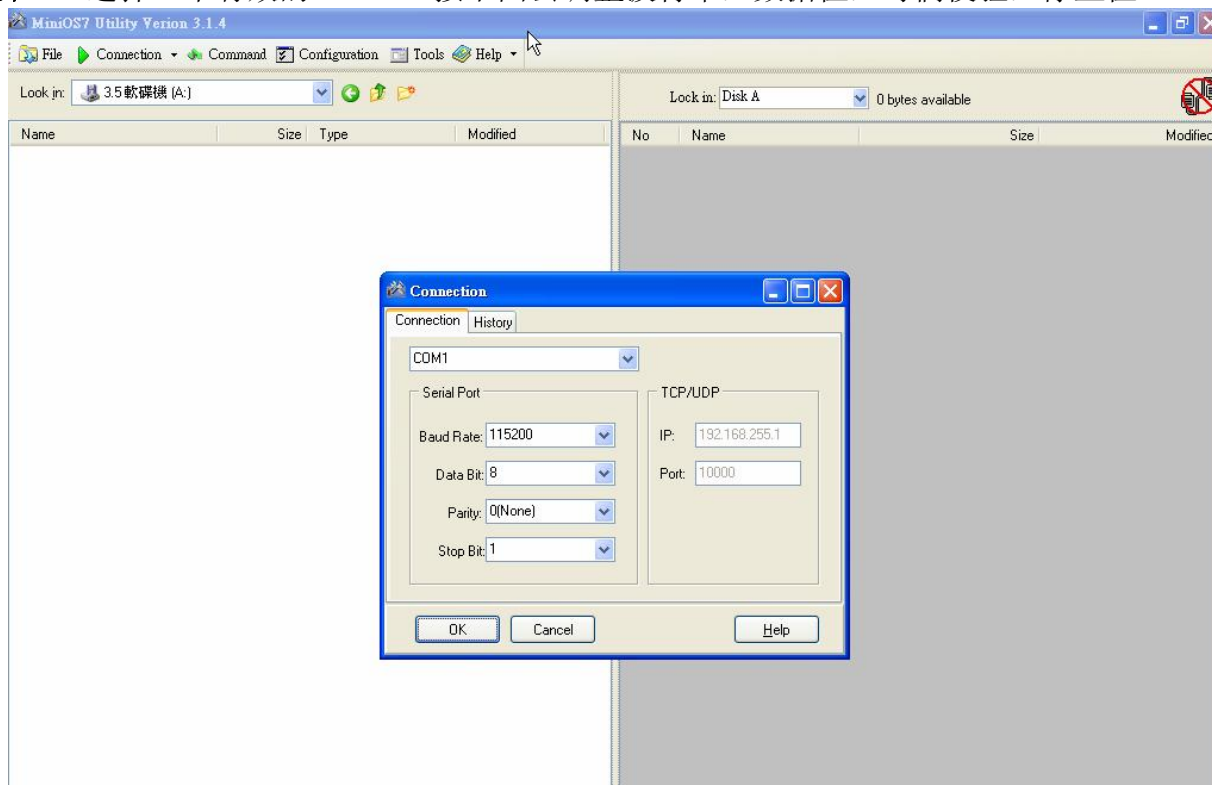 MiniOS7 Utility Verion 3.1.4
File Connection Command Configuration Tools Help
Look in: 3.5 軟碟機 (A:)
Lock in: Disk A 0 bytes available
Name Size Type Modified
No Name Size Modified
Connection
Connection History
COM1
Serial Port
TCP/UDP
Baud Rate: 115200
IP: 192.168.255.1
Data Bit: 8
Port: 10000
Parity: 0(None)
Stop Bit: 1
OK Cancel Help